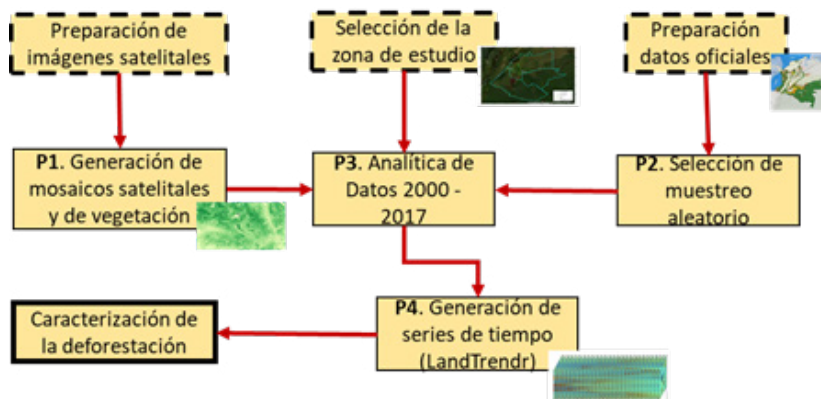 Preparación de
imágenes satelitales
Selección de la
zona de estudio
Preparación
datos oficiales
P1. Generación de
mosaicos satelitales
y de vegetación
P3. Analítica de
Datos 2000 -
2017
P2. Selección de
muestreo
aleatorio
P4. Generación de
series de tiempo
(LandTrendr)
Caracterización de
la deforestación